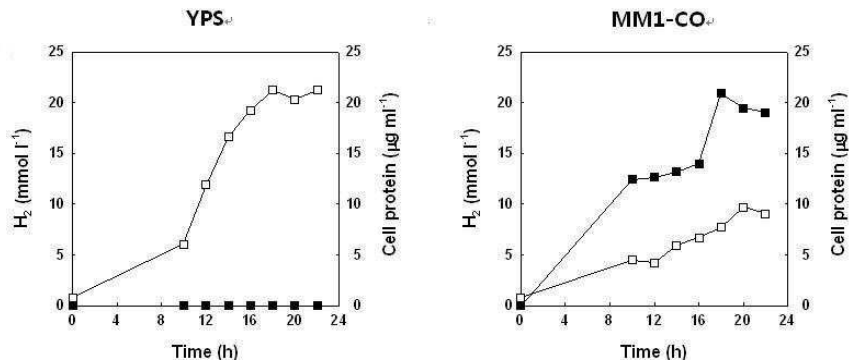 YPS↵
MM1-CO↵
25 25 25 25
20 20 20 20
15 15 15 15
10 10 10 10
5 5 5 5
0 0 0 0
H₂ (mmol l⁻¹)
Cell protein (µg ml⁻¹)
H₂ (mmol l⁻¹)
Cell protein (µg ml⁻¹)
0 4 8 12 16 20 24
0 4 8 12 16 20 24
Time (h)
Time (h)